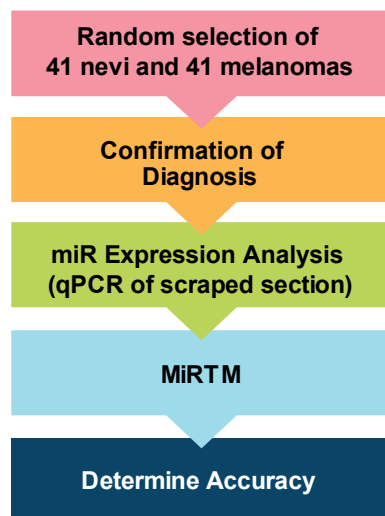 Random selection of
41 nevi and 41 melanomas
Confirmation of
Diagnosis
miR Expression Analysis
(qPCR of scraped section)
MiRTM
Determine Accuracy